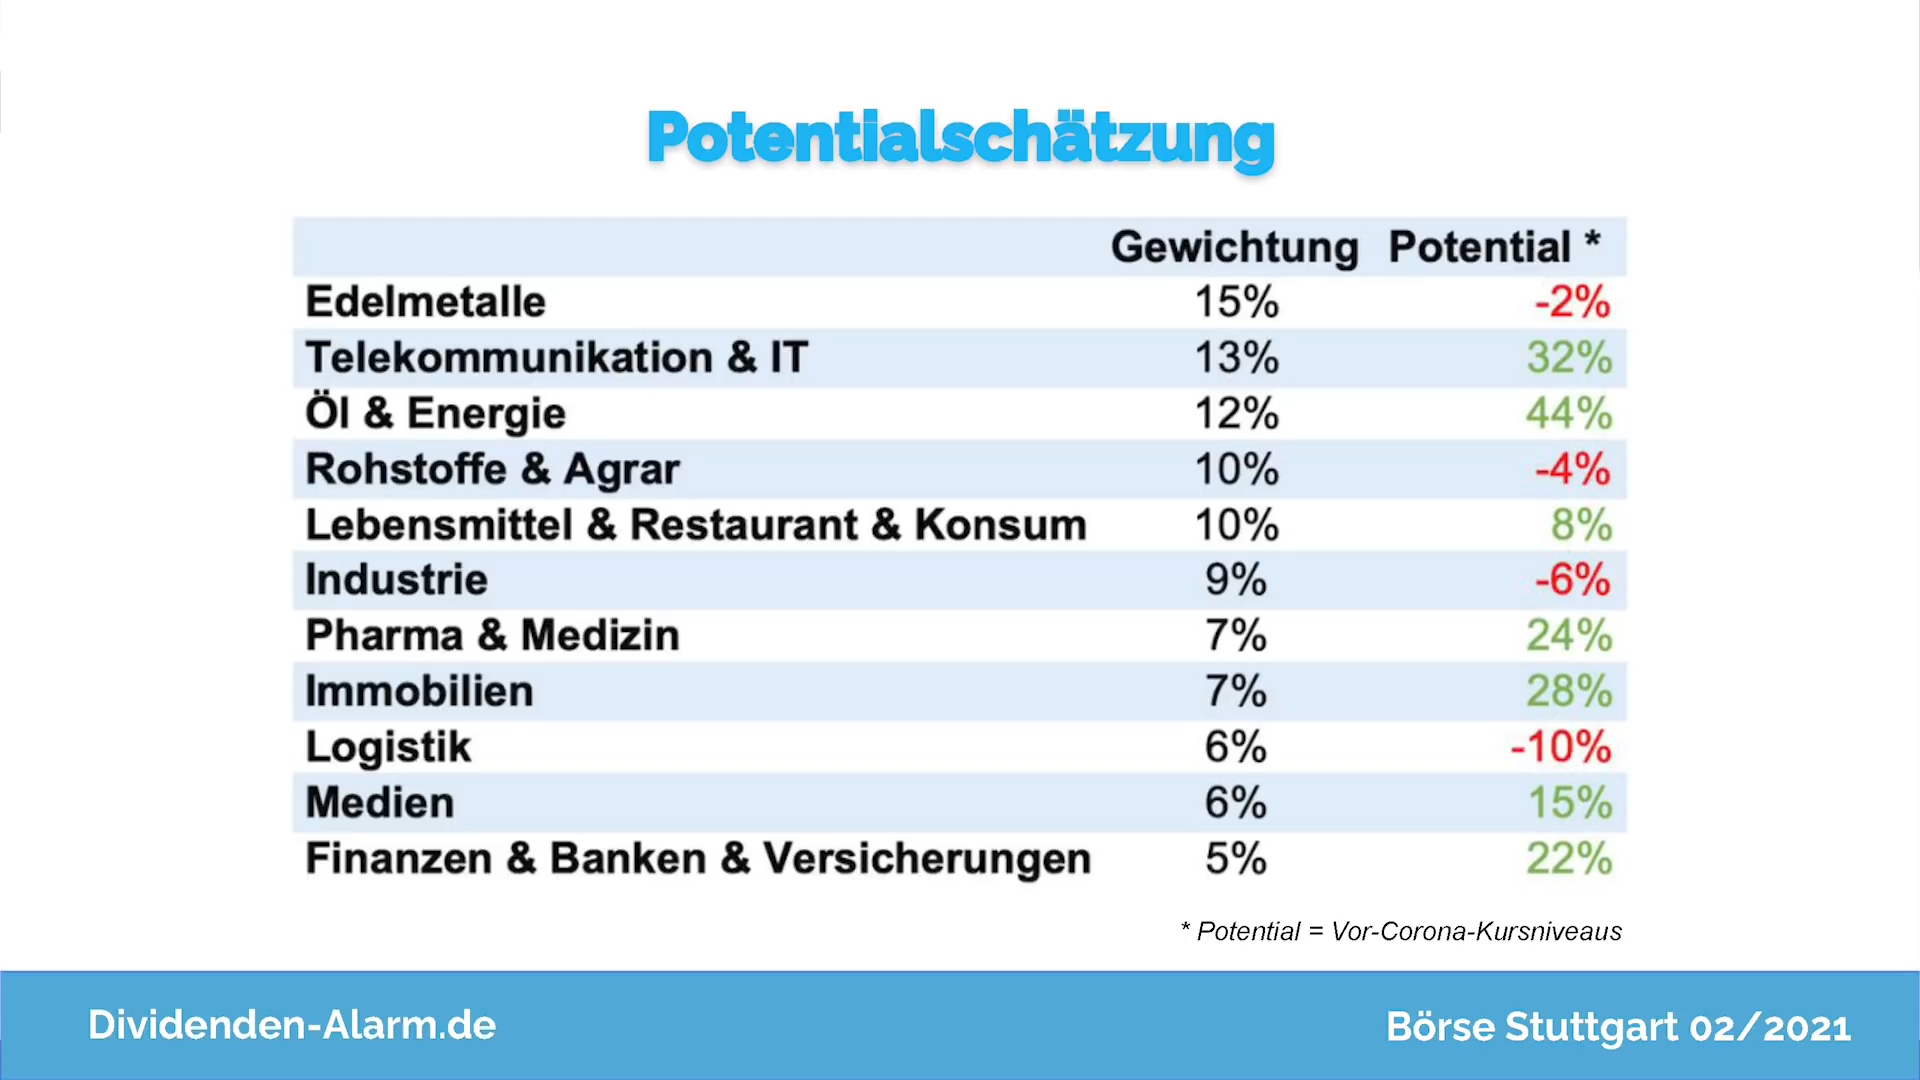 Potentialschätzung
Gewichtung Potential *
Edelmetalle 15% -2%
Telekommunikation & IT 13% 32%
Öl & Energie 12% 44%
Rohstoffe & Agrar 10% -4%
Lebensmittel & Restaurant & Konsum 10% 8%
Industrie 9% -6%
Pharma & Medizin 7% 24%
Immobilien 7% 28%
Logistik 6% -10%
Medien 6% 15%
Finanzen & Banken & Versicherungen 5% 22%
* Potential = Vor-Corona-Kursniveaus
Dividenden-Alarm.de Börse Stuttgart 02/2021